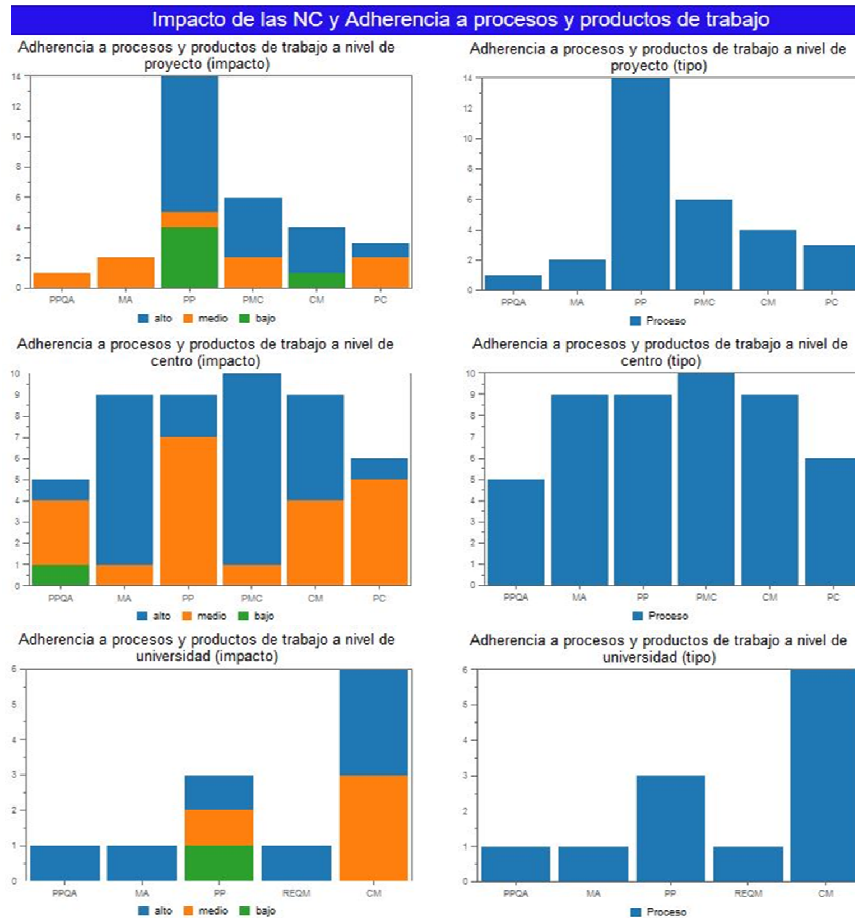 Impacto de las NC y Adherencia a procesos y productos de trabajo
Adherencia a procesos y productos de trabajo a nivel de
proyecto (impacto)
14
12
10
8
6
4
2
0
PPQA MA PP PMC CM PC
alto medio bajo
Adherencia a procesos y productos de trabajo a nivel de
proyecto (tipo)
14
12
10
8
6
4
2
0
PPQA MA PP PMC CM PC
Proceso
Adherencia a procesos y productos de trabajo a nivel de
centro (impacto)
10
9
8
7
6
5
4
3
2
1
0
PPQA MA PP PMC CM PC
alto medio bajo
Adherencia a procesos y productos de trabajo a nivel de
centro (tipo)
10
9
8
7
6
5
4
3
2
1
0
PPQA MA PP PMC CM PC
Proceso
Adherencia a procesos y productos de trabajo a nivel de
universidad (impacto)
6
5
4
3
2
1
0
PPQA MA PP REQM CM
alto medio bajo
Adherencia a procesos y productos de trabajo a nivel de
universidad (tipo)
6
5
4
3
2
1
0
PPQA MA PP REQM CM
Proceso